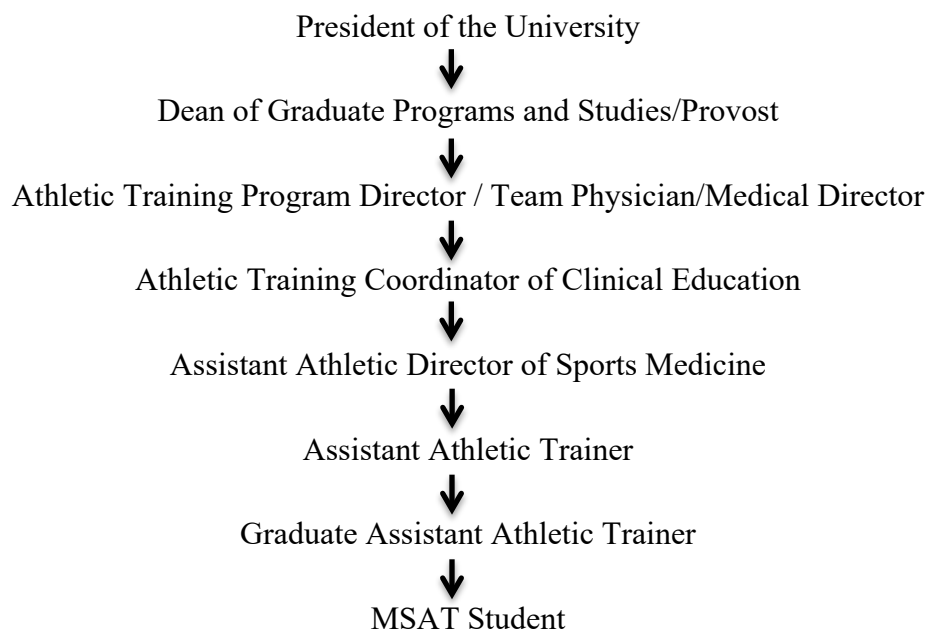 President of the University
Dean of Graduate Programs and Studies/Provost
Athletic Training Program Director / Team Physician/Medical Director
Athletic Training Coordinator of Clinical Education
Assistant Athletic Director of Sports Medicine
Assistant Athletic Trainer
Graduate Assistant Athletic Trainer
MSAT Student